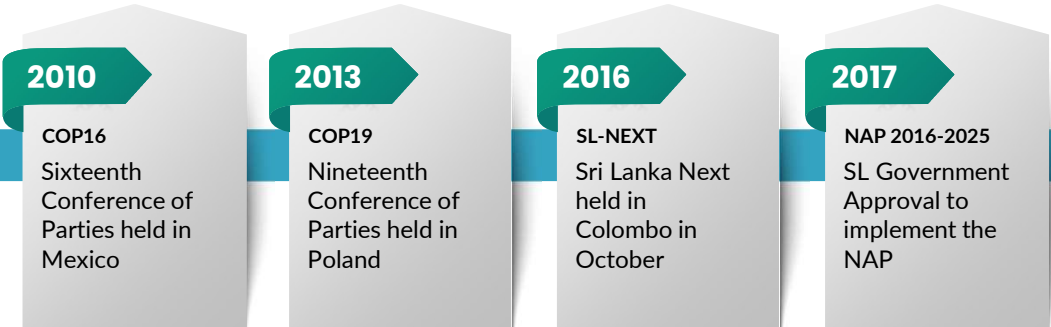 2010
COP16
Sixteenth
Conference of
Parties held in
Mexico
2013
COP19
Nineteenth
Conference of
Parties held in
Poland
2016
SL-NEXT
Sri Lanka Next
held in
Colombo in
October
2017
NAP 2016-2025
SL Government
Approval to
implement the
NAP